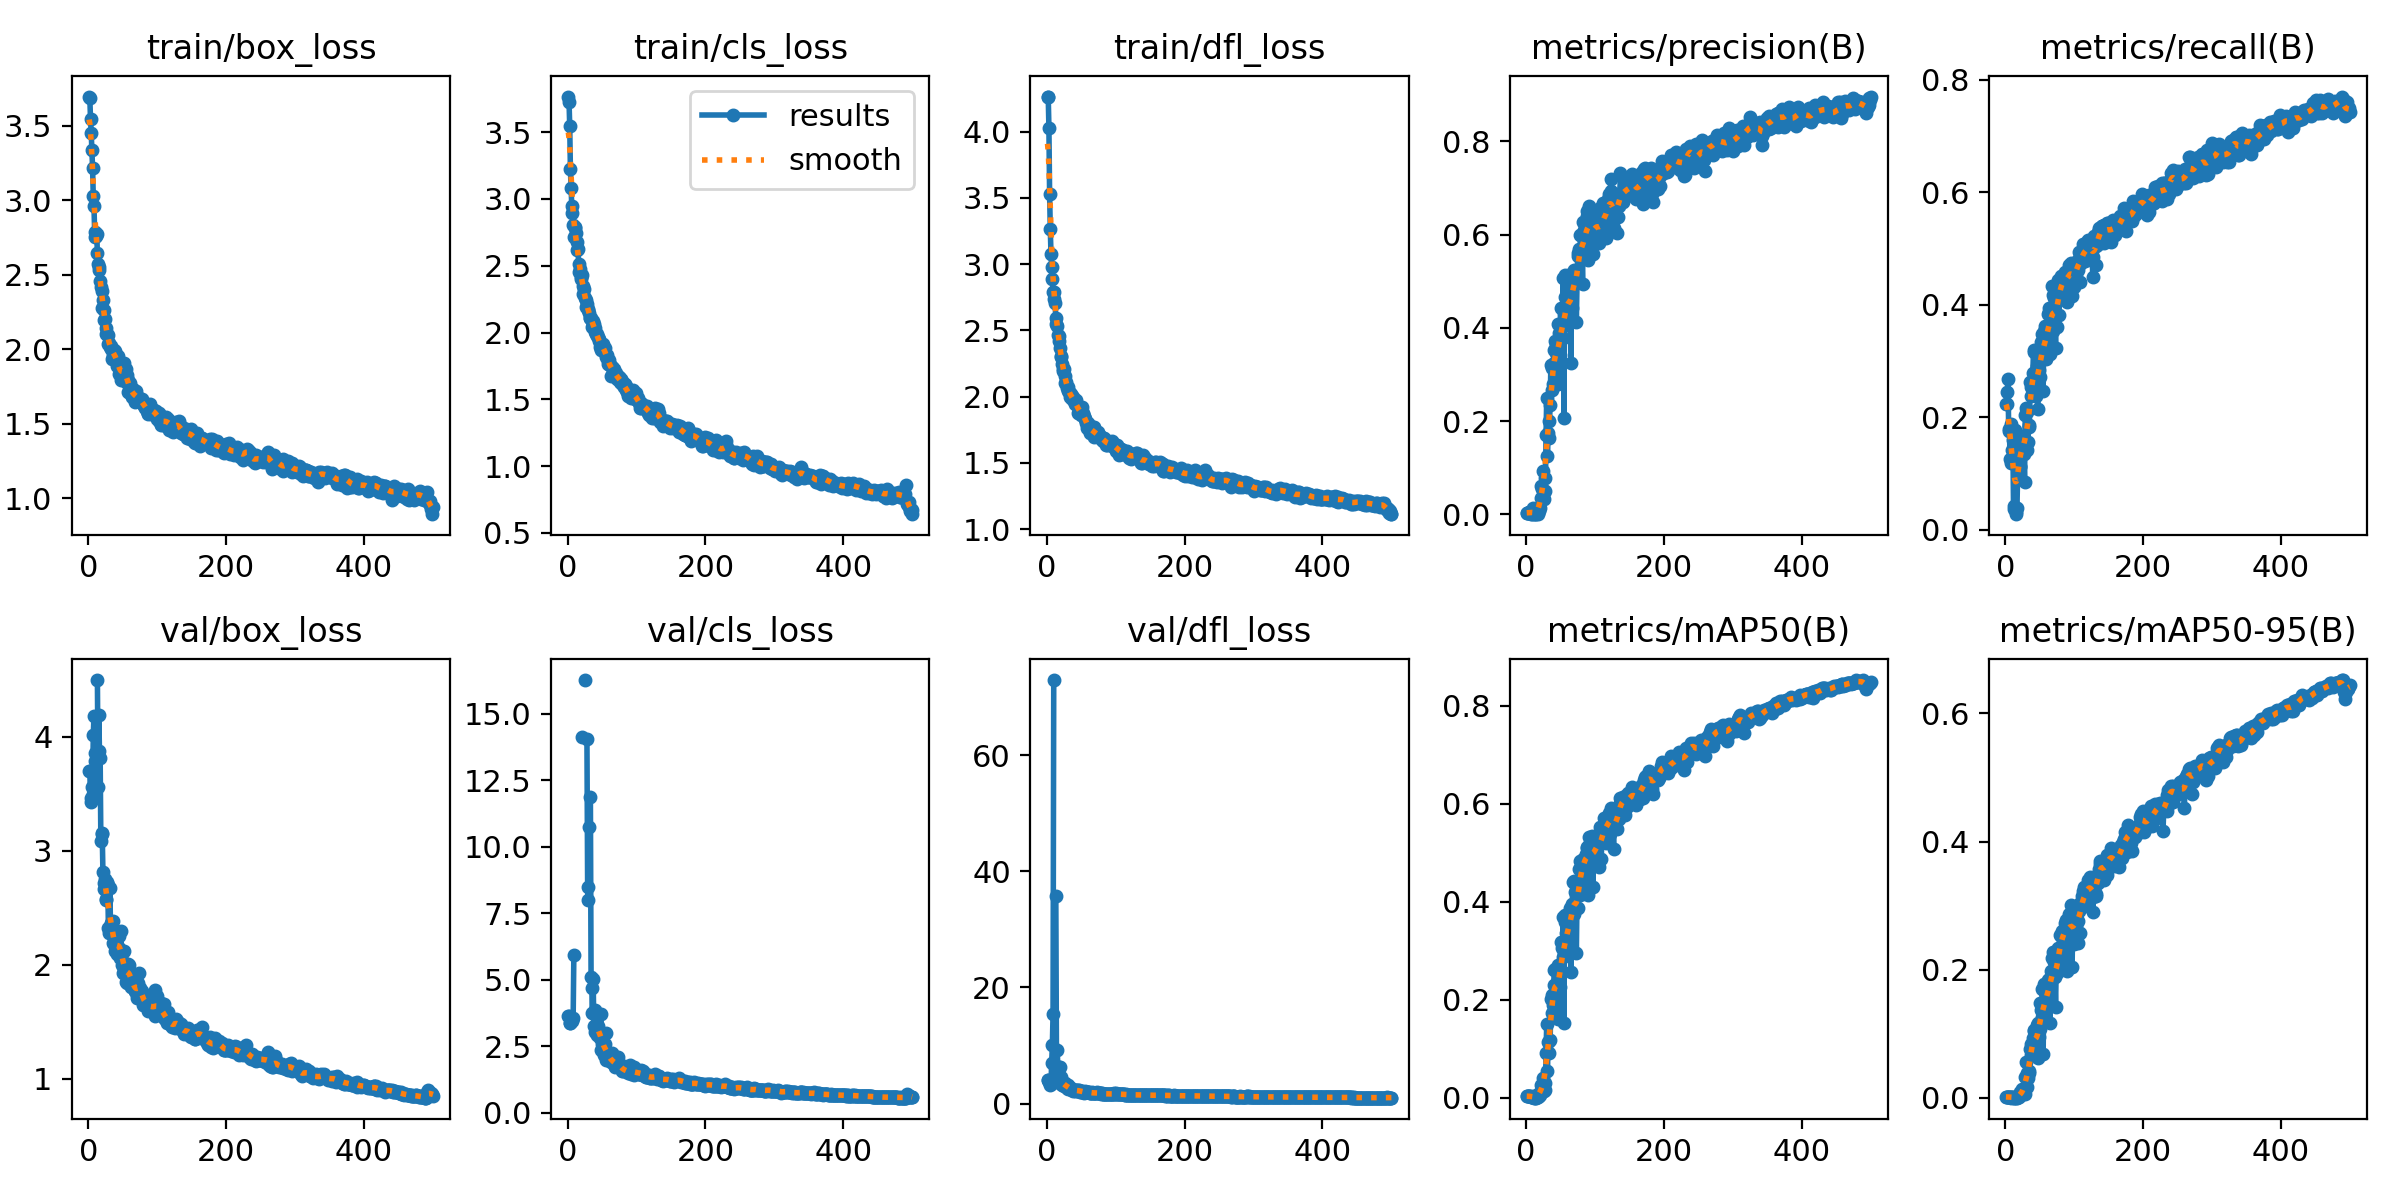 train/box_loss
train/cls_loss
train/dfl_loss
metrics/precision(B)
metrics/recall(B)
results
smooth
3.5
3.0
2.5
2.0
1.5
1.0
0 200 400
3.5
3.0
2.5
2.0
1.5
1.0
0.5
0 200 400
4.0
3.5
3.0
2.5
2.0
1.5
1.0
0 200 400
0.8
0.6
0.4
0.2
0.0
0 200 400
0.8
0.6
0.4
0.2
0.0
0 200 400
val/box_loss
val/cls_loss
val/dfl_loss
metrics/mAP50(B)
metrics/mAP50-95(B)
4
3
2
1
0 200 400
15.0
12.5
10.0
7.5
5.0
2.5
0.0
0 200 400
60
40
20
0
0 200 400
0.8
0.6
0.4
0.2
0.0
0 200 400
0.6
0.4
0.2
0.0
0 200 400